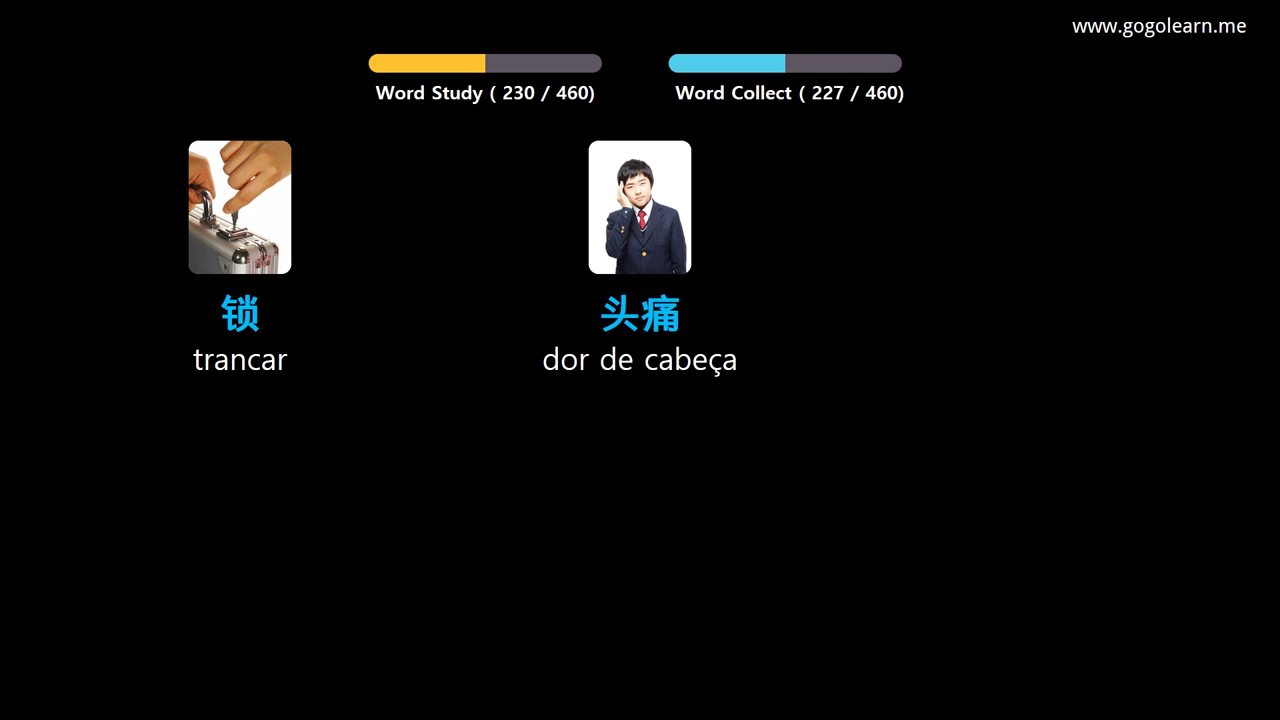 www.gogolearn.me
Word Study ( 230 / 460)
Word Collect ( 227 / 460)
锁
trancar
头痛
dor de cabeça